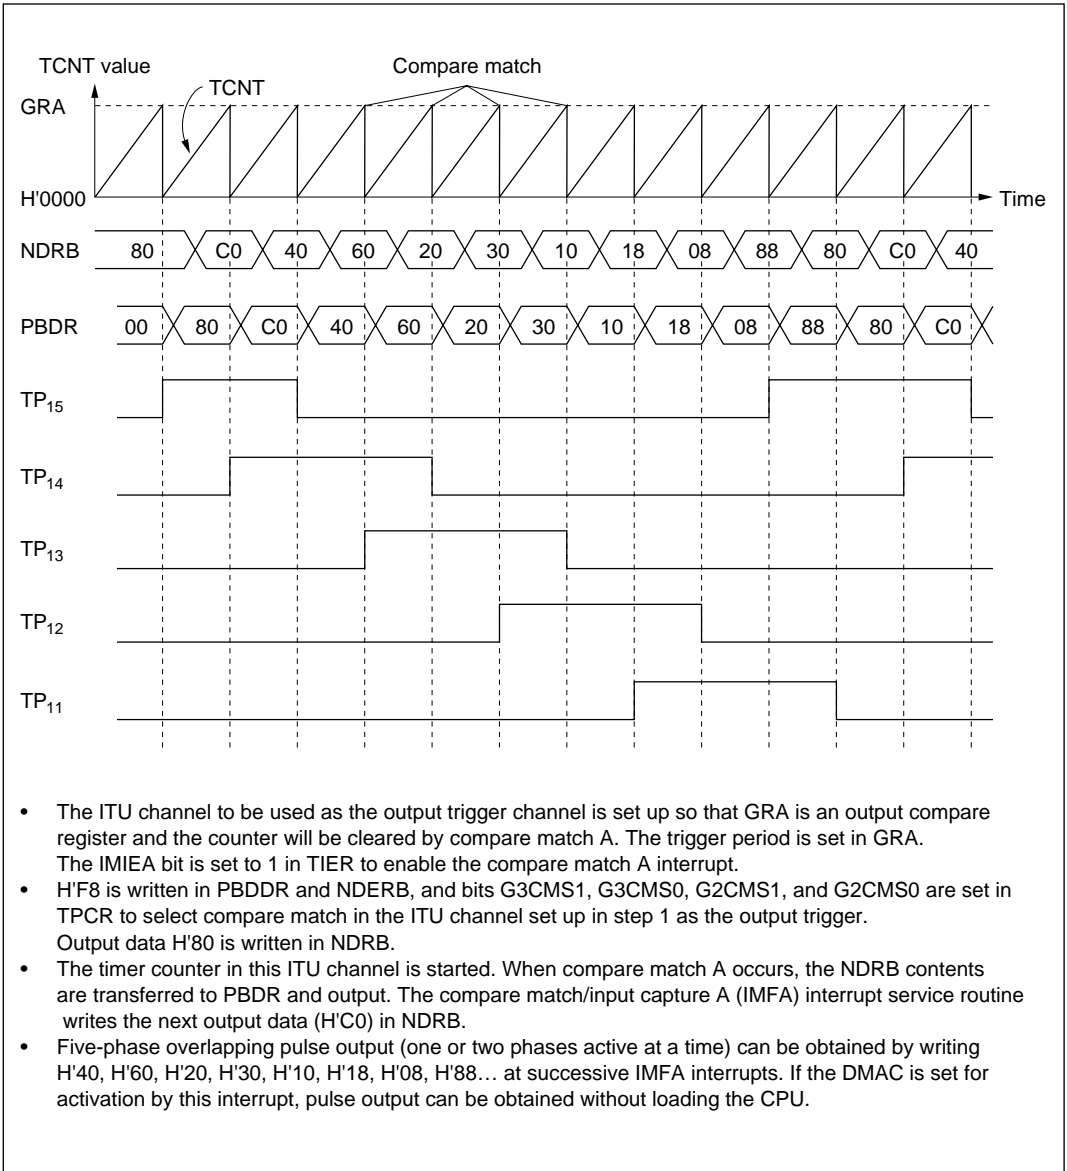 TCNT value
Compare match
TCNT
GRA
H'0000
Time
NDRB 80 C0 40 60 20 30 10 18 08 88 80 C0 40
PBDR 00 80 C0 40 60 20 30 10 18 08 88 80 C0
TP15
TP14
TP13
TP12
TP11
• The ITU channel to be used as the output trigger channel is set up so that GRA is an output compare
register and the counter will be cleared by compare match A. The trigger period is set in GRA.
The IMIEA bit is set to 1 in TIER to enable the compare match A interrupt.
• H'F8 is written in PBDDR and NDERB, and bits G3CMS1, G3CMS0, G2CMS1, and G2CMS0 are set in
TPCR to select compare match in the ITU channel set up in step 1 as the output trigger.
Output data H'80 is written in NDRB.
• The timer counter in this ITU channel is started. When compare match A occurs, the NDRB contents
are transferred to PBDR and output. The compare match/input capture A (IMFA) interrupt service routine
writes the next output data (H'C0) in NDRB.
• Five-phase overlapping pulse output (one or two phases active at a time) can be obtained by writing
H'40, H'60, H'20, H'30, H'10, H'18, H'08, H'88… at successive IMFA interrupts. If the DMAC is set for
activation by this interrupt, pulse output can be obtained without loading the CPU.